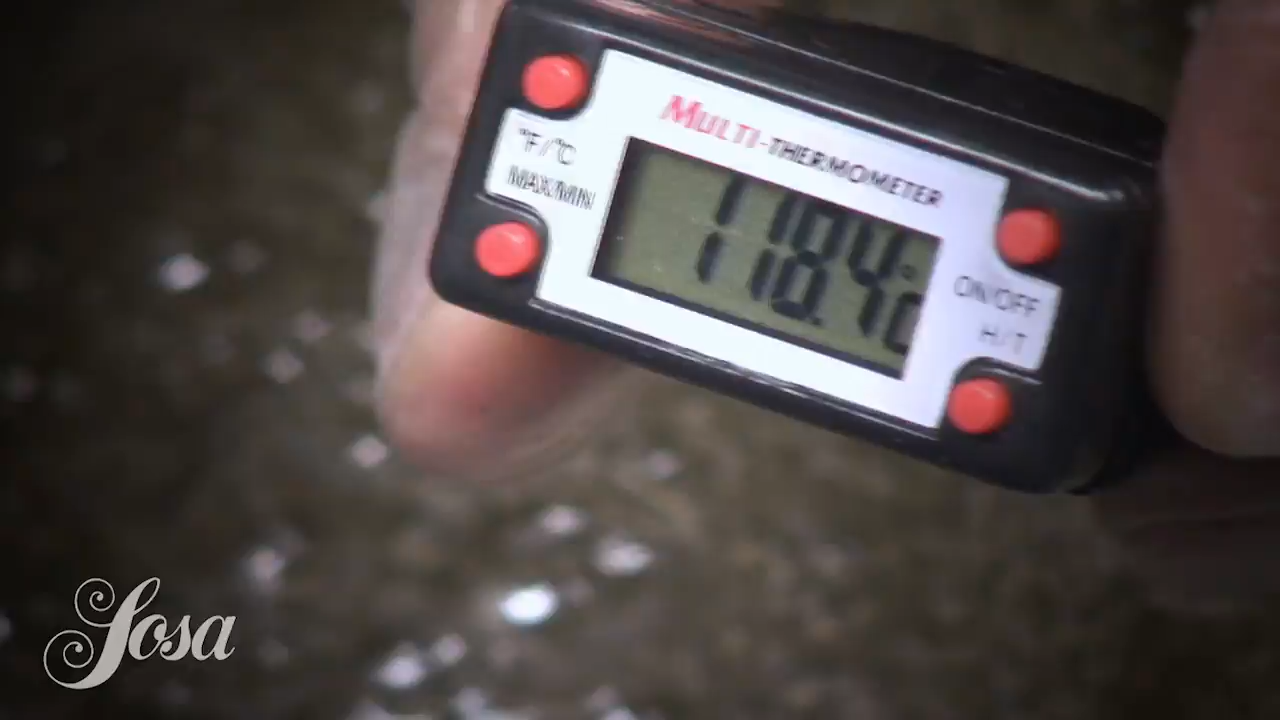 MULTI-THERMOMETER
°F/°C
MAX/MIN
118.4°C
ON/OFF
H/T
Sosa